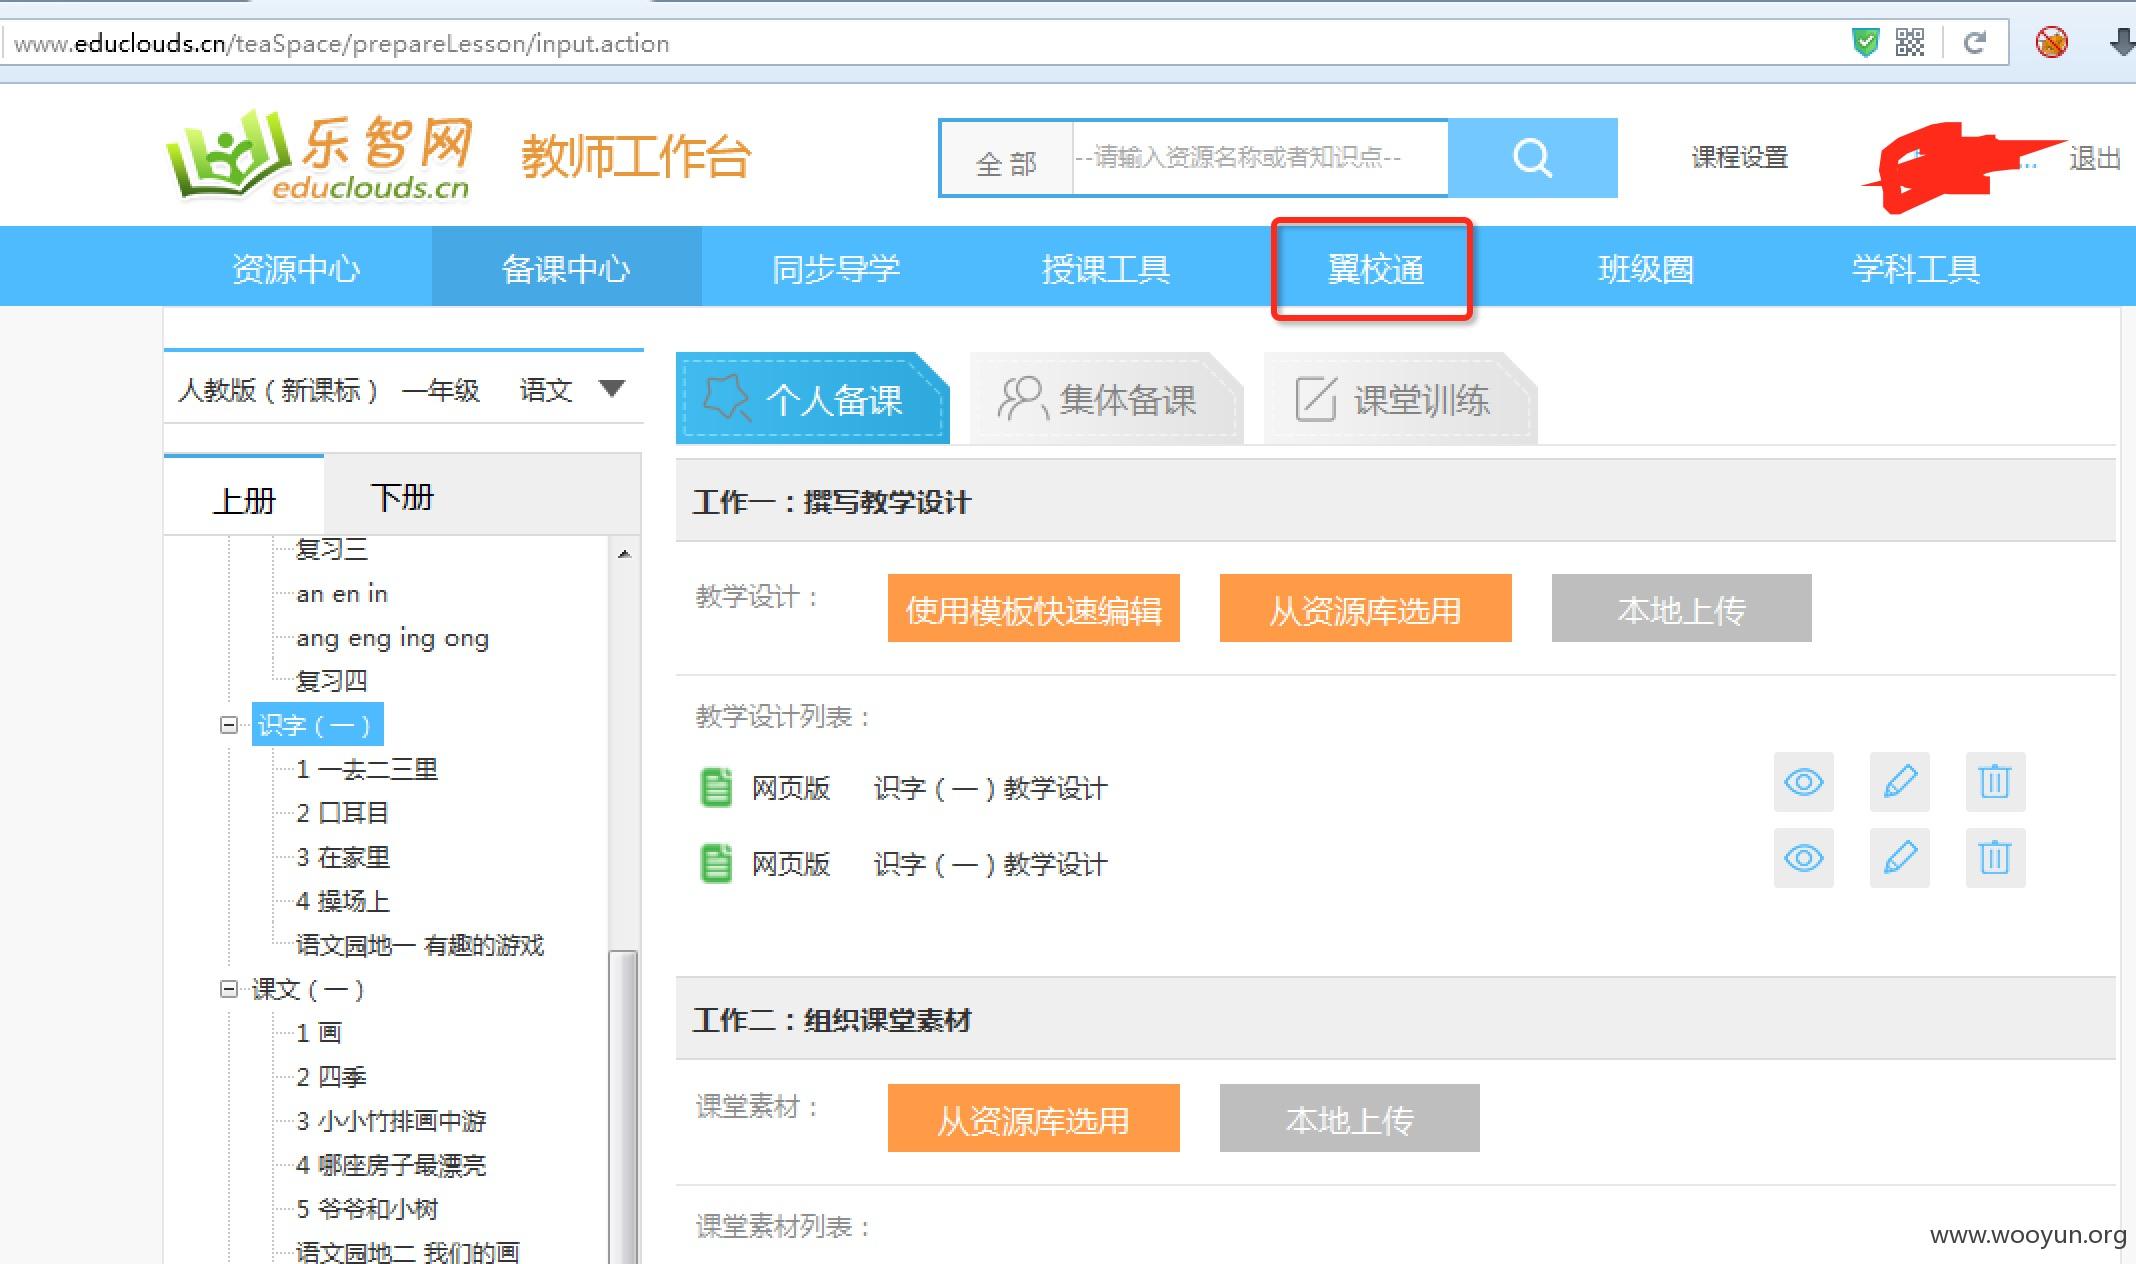 www.educlouds.cn/teaSpace/prepareLesson/input.action
乐智网
educlouds.cn
教师工作台
全部
--请输入资源名称或者知识点--
课程设置
...
退出
资源中心
备课中心
同步导学
授课工具
翼校通
班级圈
学科工具
人教版（新课标） 一年级 语文
个人备课
集体备课
课堂训练
上册
下册
复习三
an en in
ang eng ing ong
复习四
识字（一）
1 一去二三里
2 口耳目
3 在家里
4 操场上
语文园地一 有趣的游戏
课文（一）
1 画
2 四季
3 小小竹排画中游
4 哪座房子最漂亮
5 爷爷和小树
语文园地二 我们的画
工作一：撰写教学设计
教学设计：
使用模板快速编辑
从资源库选用
本地上传
教学设计列表：
网页版 识字（一）教学设计
网页版 识字（一）教学设计
工作二：组织课堂素材
课堂素材：
从资源库选用
本地上传
课堂素材列表：
www.wooyun.org